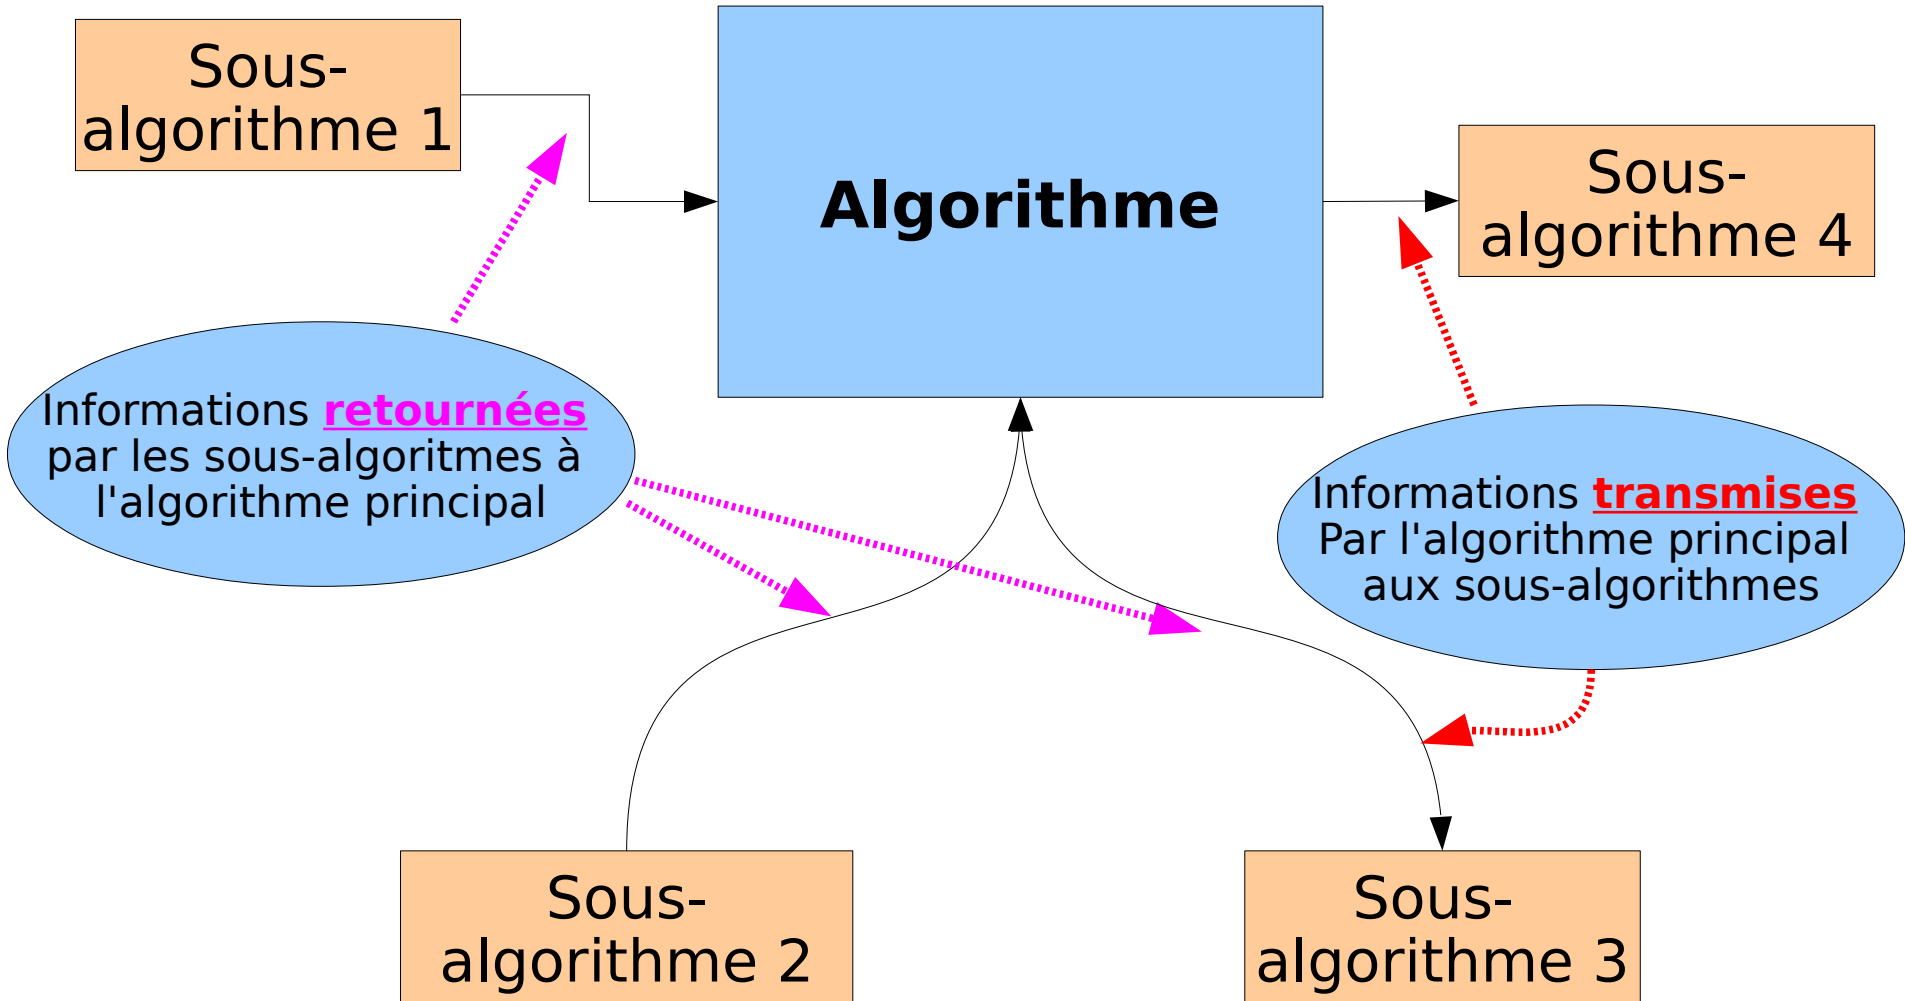 Sous-
algorithme 1
Algorithme
Sous-
algorithme 4
Informations retournées
par les sous-algoritmes à
l'algorithme principal
Informations transmises
Par l'algorithme principal
aux sous-algorithmes
Sous-
algorithme 2
Sous-
algorithme 3